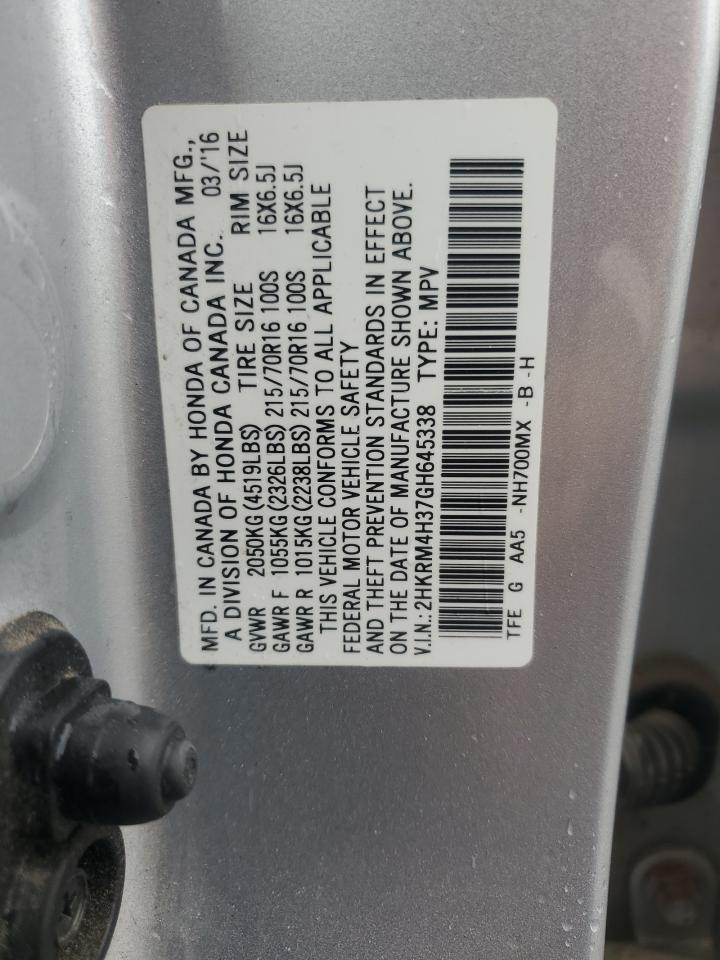 MFD. IN CANADA BY HONDA OF CANADA MFG.,
A DIVISION OF HONDA CANADA INC. 03/'16
GVWR 2050KG(4519LBS) TIRE SIZE RIM SIZE
GAWR F 1055KG(2326LBS) 215/70R16 100S 16X6.5J
GAWR R 1015KG(2238LBS) 215/70R16 100S 16X6.5J
THIS VEHICLE CONFORMS TO ALL APPLICABLE
FEDERAL MOTOR VEHICLE SAFETY
AND THEFT PREVENTION STANDARDS IN EFFECT
ON THE DATE OF MANUFACTURE SHOWN ABOVE.
V.I.N.:2HKRM4H37GH645338 TYPE: MPV
TFE G AA5 -NH700MX -B -H